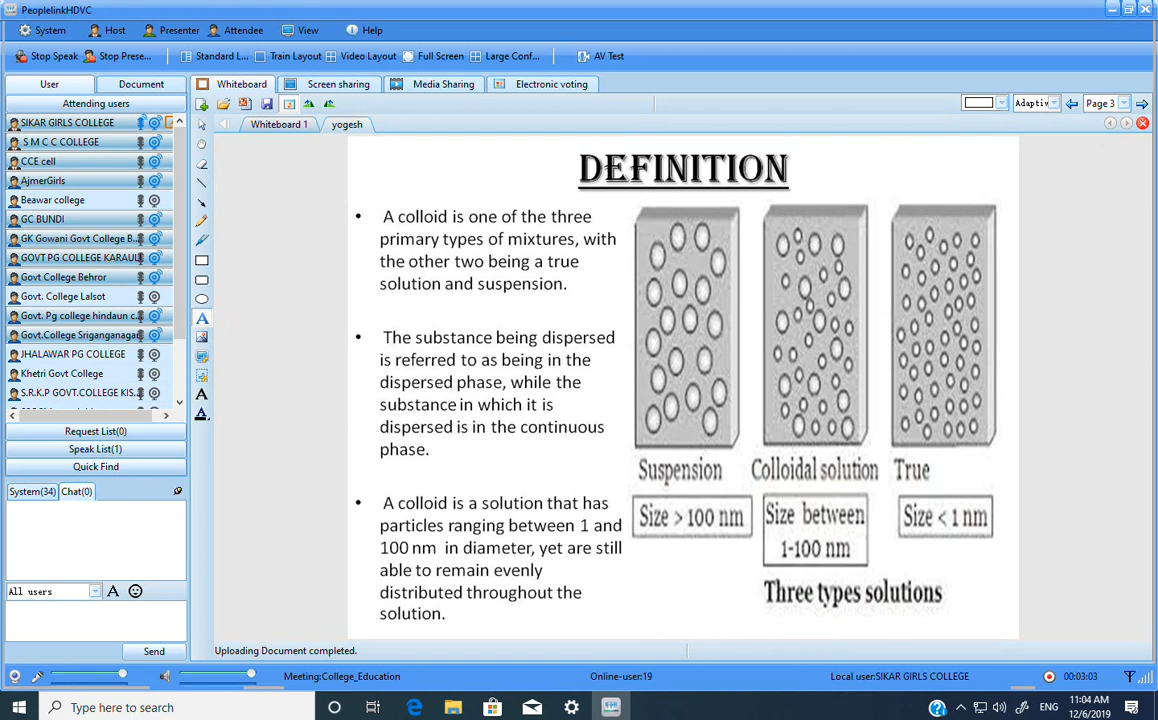 PeoplelinkHDVC
System Host Presenter Attendee View Help
Stop Speak Stop Prese... Standard L... Train Layout Video Layout Full Screen Large Conf... AV Test
User Document
Attending users
SIKAR GIRLS COLLEGE
S M C C COLLEGE
CCE cell
AjmerGirls
Beawar college
GC BUNDI
GK Gowani Govt College B...
GOVT PG COLLEGE KARAUL
Govt College Behror
Govt. College Lalsot
Govt. Pg college hindaun c...
Govt.College Sriganganagar
JHALAWAR PG COLLEGE
Khetri Govt College
S.R.K.P GOVT.COLLEGE KIS...
Request List(0)
Speak List(1)
Quick Find
System(34) Chat(0)
All users A
Send
Whiteboard Screen sharing Media Sharing Electronic voting
Adaptiv Page 3
Whiteboard 1 yogesh
DEFINITION
• A colloid is one of the three
primary types of mixtures, with
the other two being a true
solution and suspension.
• The substance being dispersed
is referred to as being in the
dispersed phase, while the
substance in which it is
dispersed is in the continuous
phase.
• A colloid is a solution that has
particles ranging between 1 and
100 nm in diameter, yet are still
able to remain evenly
distributed throughout the
solution.
Suspension Colloidal solution True
Size > 100 nm
Size between
1-100 nm
Size < 1 nm
Three types solutions
Uploading Document completed.
Meeting:College_Education Online-user:19 Local user:SIKAR GIRLS COLLEGE 00:03:03
Type here to search
ENG
11:04 AM
12/6/2019